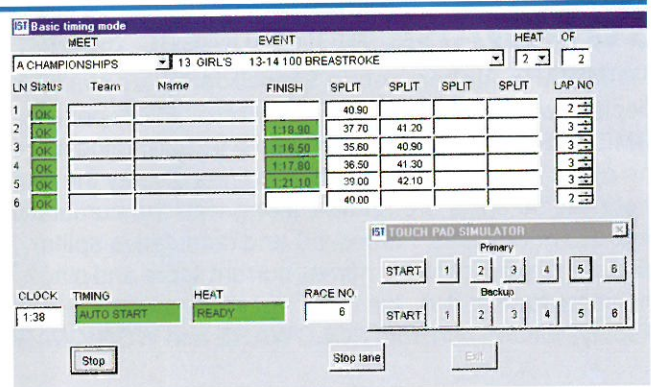 IST Basic timing mode
MEET EVENT HEAT OF
A CHAMPIONSHIPS 13 GIRL'S 13-14 100 BREASTROKE 2 2
LN Status Team Name FINISH SPLIT SPLIT SPLIT SPLIT LAP NO
1 OK 40.90 2
2 OK 1:18.90 37.70 41.20 3
3 OK 1:16.50 35.60 40.90 3
4 OK 1:17.80 36.50 41.30 3
5 OK 1:21.10 39.00 42.10 3
6 OK 40.00 2
IST TOUCH PAD SIMULATOR
Primary
START 1 2 3 4 5 6
Backup
START 1 2 3 4 5 6
CLOCK TIMING HEAT RACE NO
1:38 AUTO START READY 6
Stop Stop lane Exit